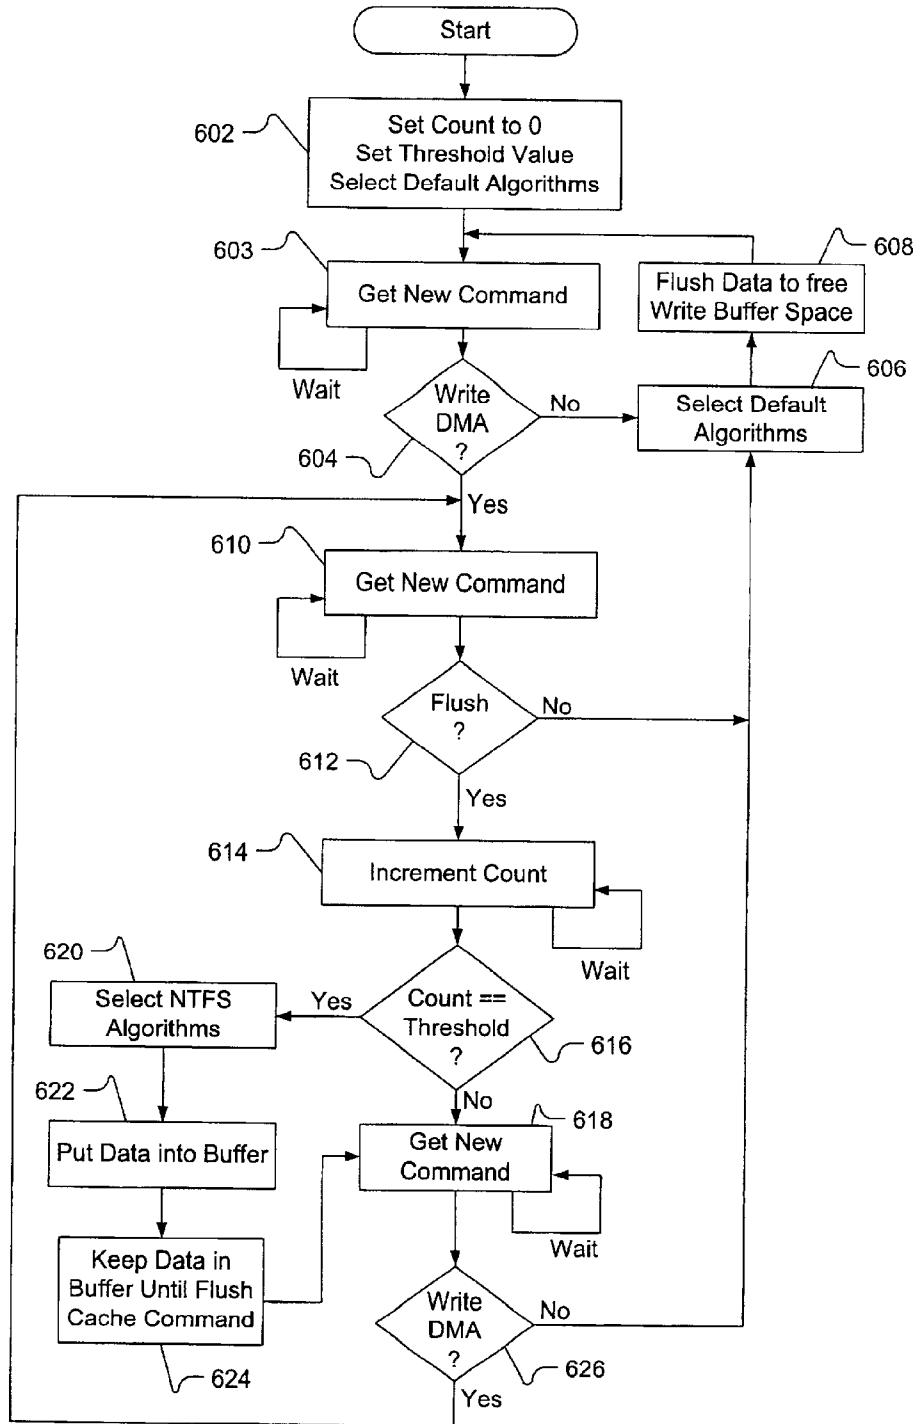 Start
602
Set Count to 0
Set Threshold Value
Select Default Algorithms
603
Get New Command
Wait
608
Flush Data to free
Write Buffer Space
606
Select Default
Algorithms
Write
DMA
?
No
604
Yes
610
Get New Command
Wait
Flush
?
No
612
Yes
614
Increment Count
Wait
620
Select NTFS
Algorithms
Yes
Count ==
Threshold
?
616
No
622
Put Data into Buffer
618
Get New
Command
Wait
Keep Data in
Buffer Until Flush
Cache Command
624
Write
DMA
?
No
626
Yes